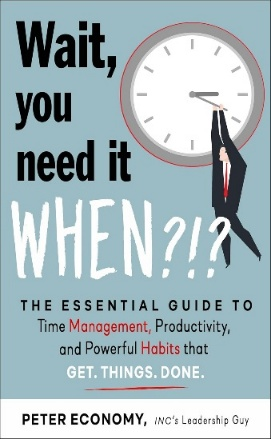 Wait,
you
need it
WHEN?!?
THE ESSENTIAL GUIDE TO
Time Management, Productivity,
and Powerful Habits that
GET. THINGS. DONE.
PETER ECONOMY, INC's Leadership Guy